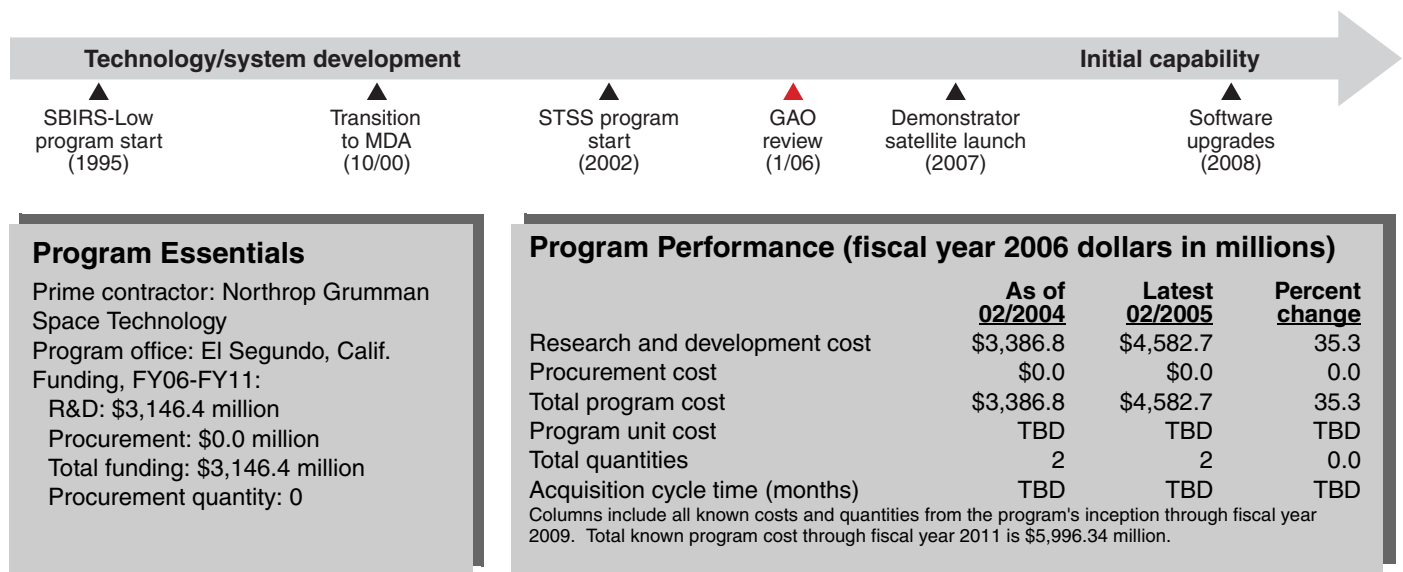 Technology/system development
Initial capability
SBIRS-Low
program start
(1995)
Transition
to MDA
(10/00)
STSS program
start
(2002)
GAO
review
(1/06)
Demonstrator
satellite launch
(2007)
Software
upgrades
(2008)
Program Essentials
Prime contractor: Northrop Grumman
Space Technology
Program office: El Segundo, Calif.
Funding, FY06-FY11:
R&D: $3,146.4 million
Procurement: $0.0 million
Total funding: $3,146.4 million
Procurement quantity: 0
Program Performance (fiscal year 2006 dollars in millions)
As of Latest Percent
02/2004 02/2005 change
Research and development cost $3,386.8 $4,582.7 35.3
Procurement cost $0.0 $0.0 0.0
Total program cost $3,386.8 $4,582.7 35.3
Program unit cost TBD TBD TBD
Total quantities 2 2 0.0
Acquisition cycle time (months) TBD TBD TBD
Columns include all known costs and quantities from the program's inception through fiscal year
2009. Total known program cost through fiscal year 2011 is $5,996.34 million.